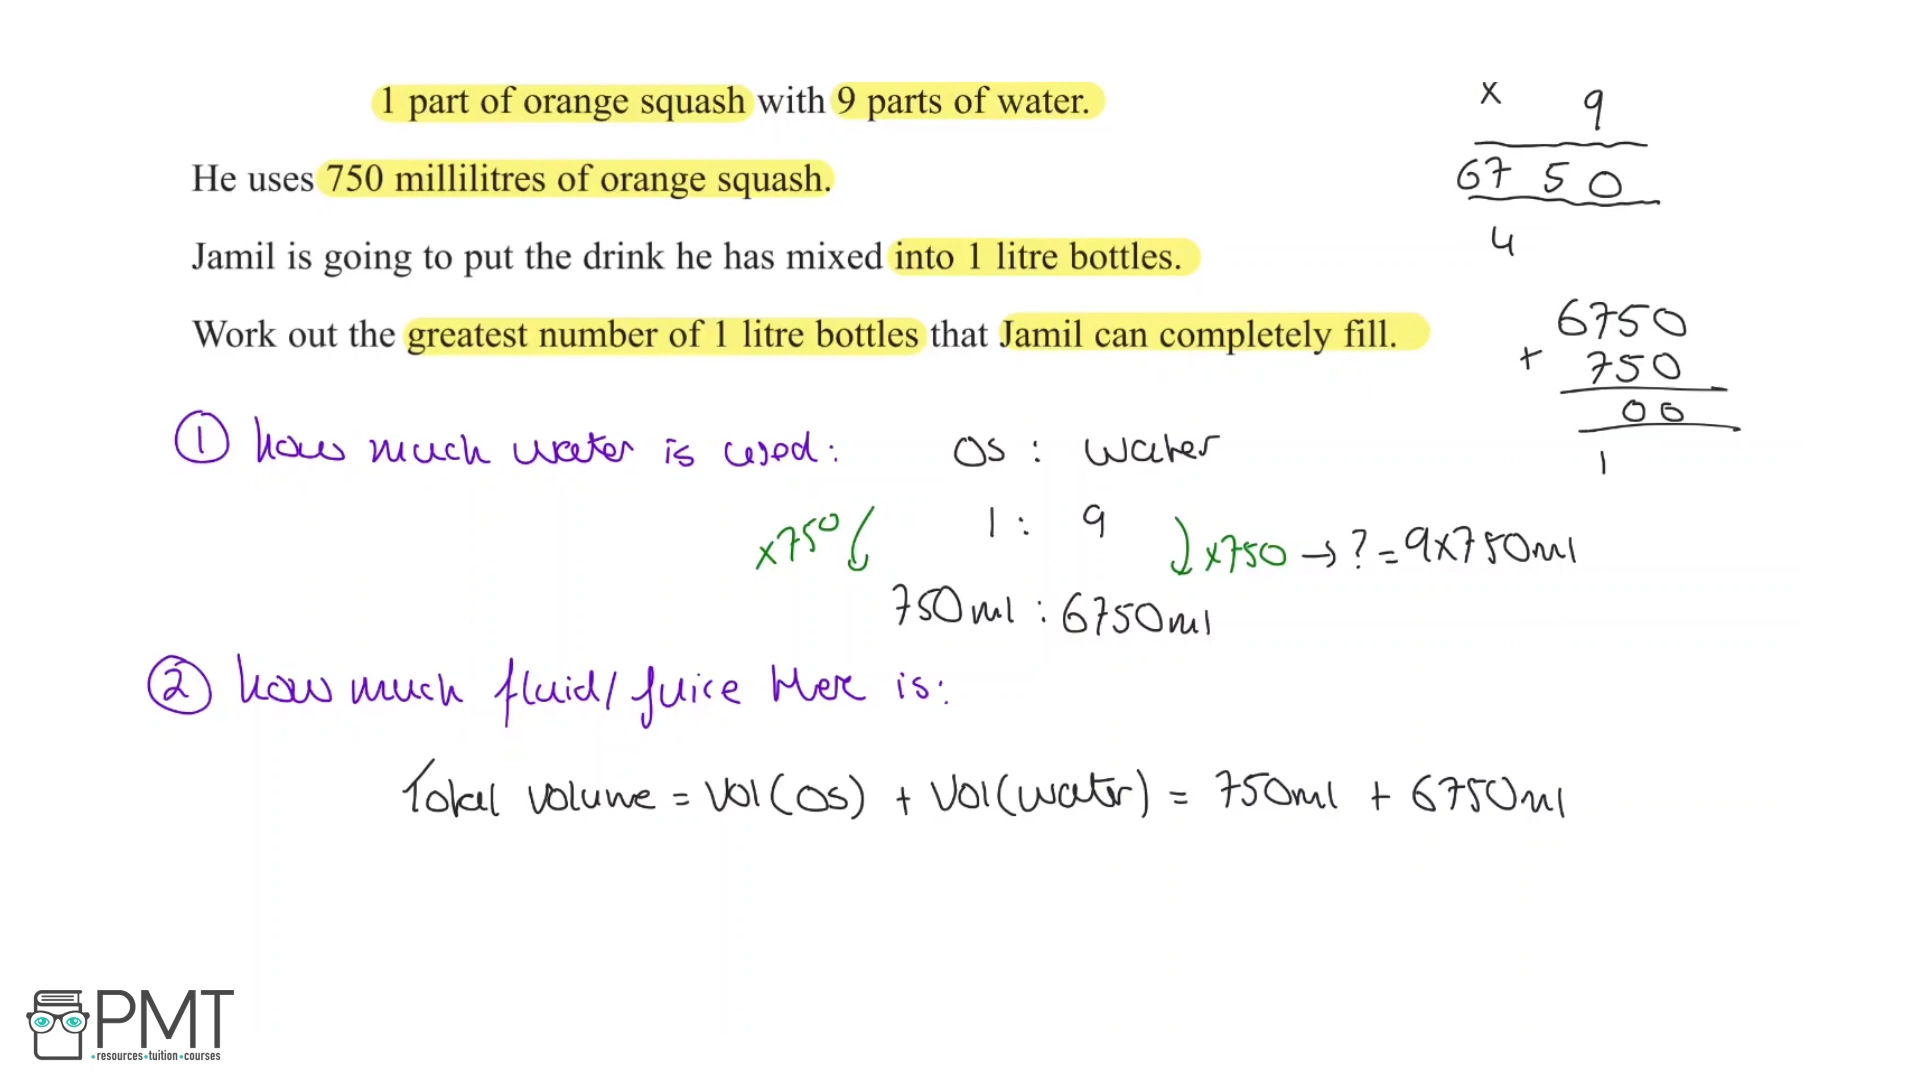 1 part of orange squash with 9 parts of water.
He uses 750 millilitres of orange squash.
Jamil is going to put the drink he has mixed into 1 litre bottles.
Work out the greatest number of 1 litre bottles that Jamil can completely fill.
x 9
6750
4
6750
+ 750
00
1
① how much water is used:
OS : water
x750
1 : 9
x750 → ? = 9x750ml
750ml : 6750ml
② how much fluid/juice there is:
Total volume = Vol(OS) + Vol(water) = 750ml + 6750ml
PMT
•resources•tuition•courses